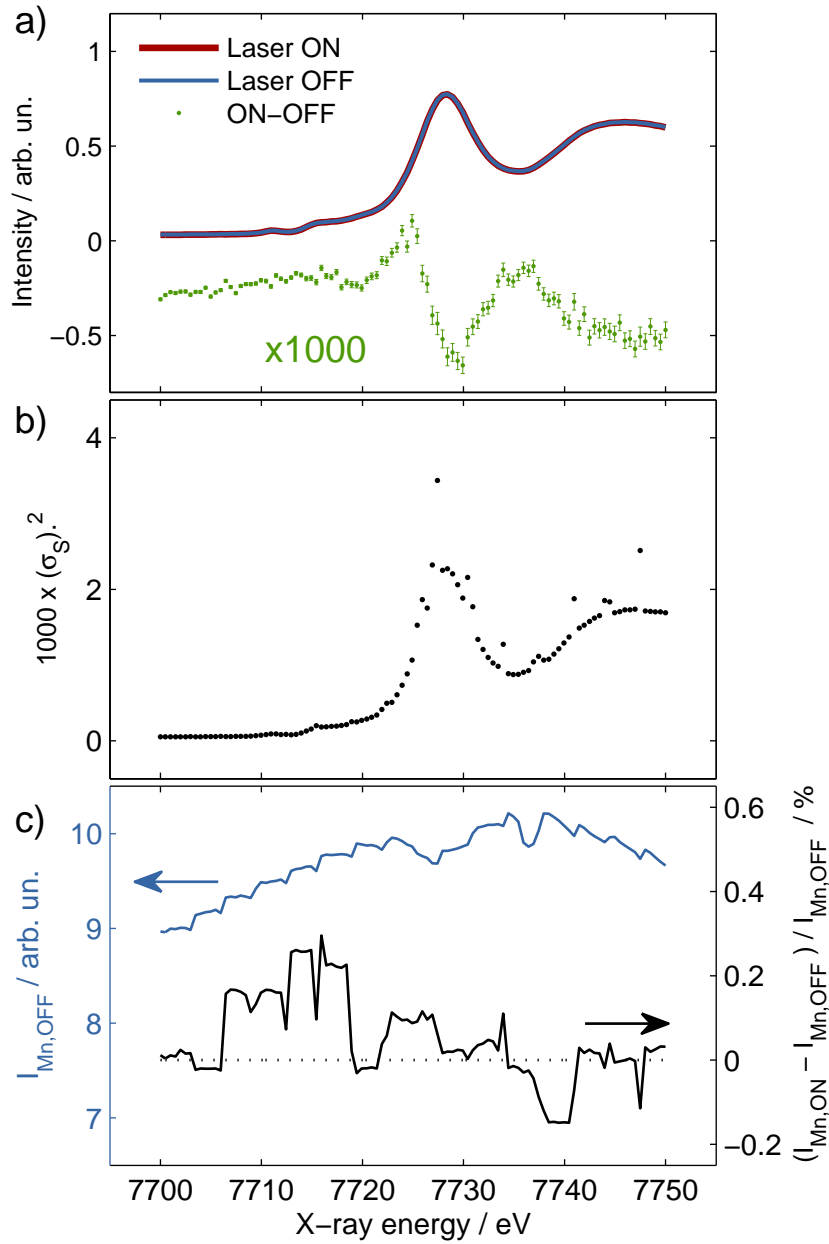 a)
Laser ON
Laser OFF
ON−OFF
1
0.5
0
−0.5
Intensity / arb. un.
x1000
b)
4
2
0
1000 x (σS).2
c)
10
9
8
7
IMn,OFF / arb. un.
0.6
0.4
0.2
0
−0.2
(IMn,ON − IMn,OFF) / IMn,OFF / %
7700 7710 7720 7730 7740 7750
X−ray energy / eV